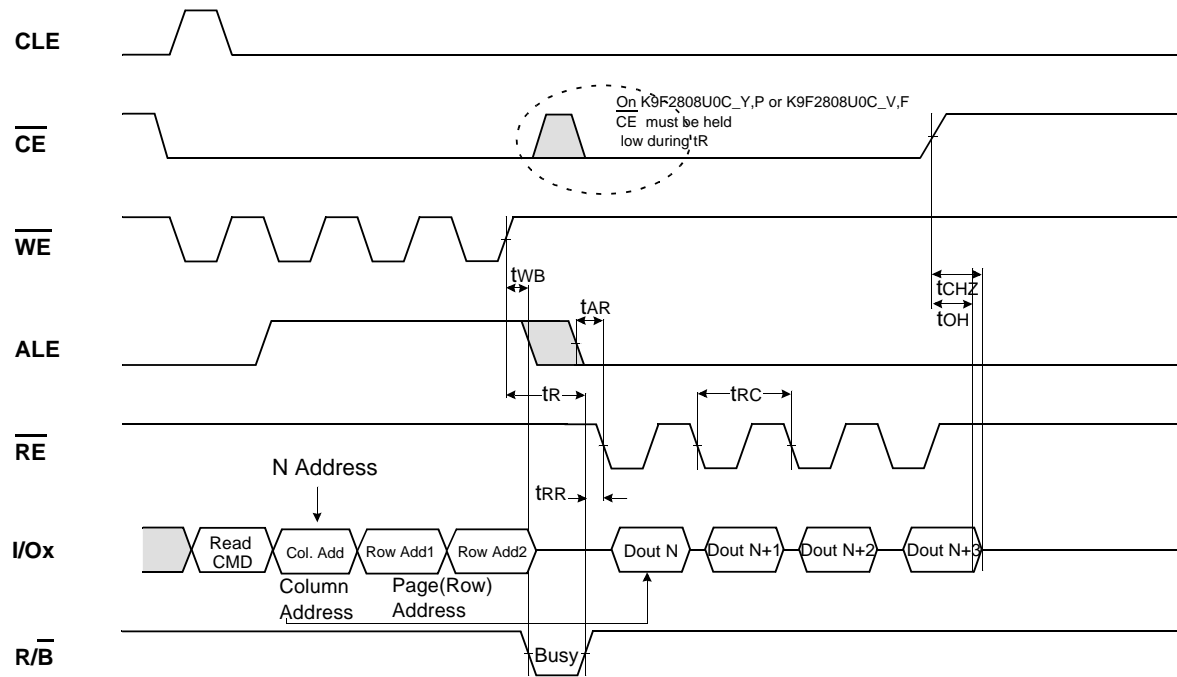 CLE
On K9F2808U0C_Y,P or K9F2808U0C_V,F
CE must be held
low during tR
CE
WE
tWB
tCHZ
tAR
tOH
ALE
tR
tRC
RE
N Address
tRR
I/Ox
Read
CMD
Col. Add
Row Add1
Row Add2
Dout N
Dout N+1
Dout N+2
Dout N+3
Column
Address
Page(Row)
Address
R/B
Busy